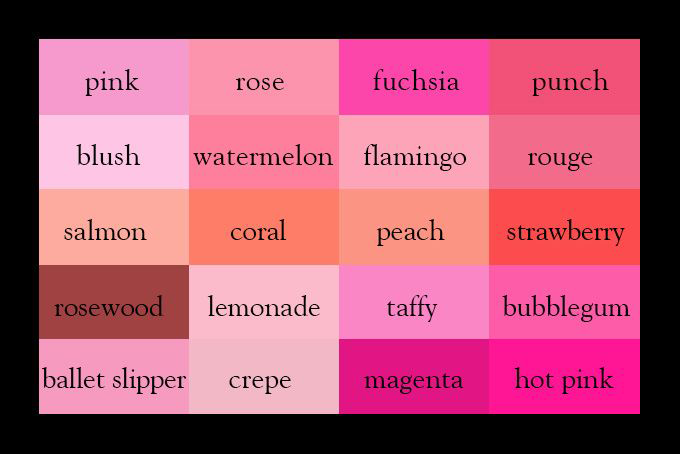 pink rose fuchsia punch
blush watermelon flamingo rouge
salmon coral peach strawberry
rosewood lemonade taffy bubblegum
ballet slipper crepe magenta hot pink